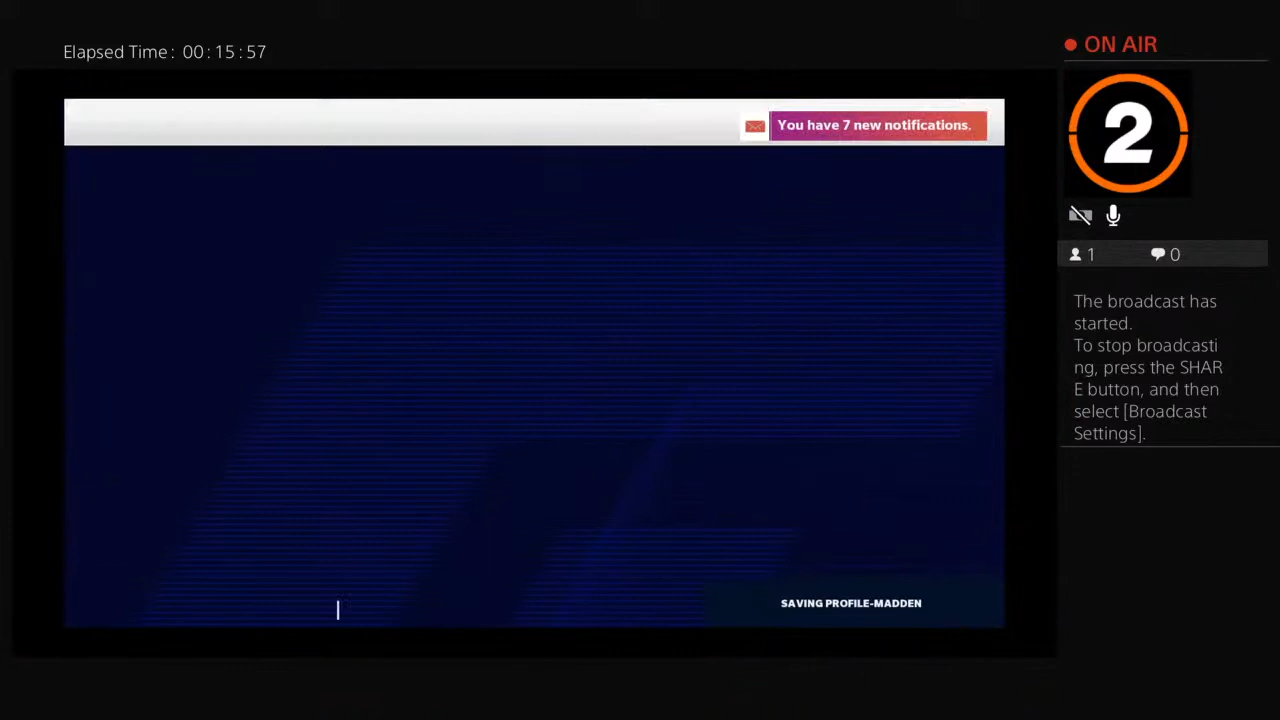 Elapsed Time: 00:15:57
ON AIR
You have 7 new notifications.
2
1 0
The broadcast has
started.
To stop broadcasti
ng, press the SHAR
E button, and then
select [Broadcast
Settings].
SAVING PROFILE-MADDEN